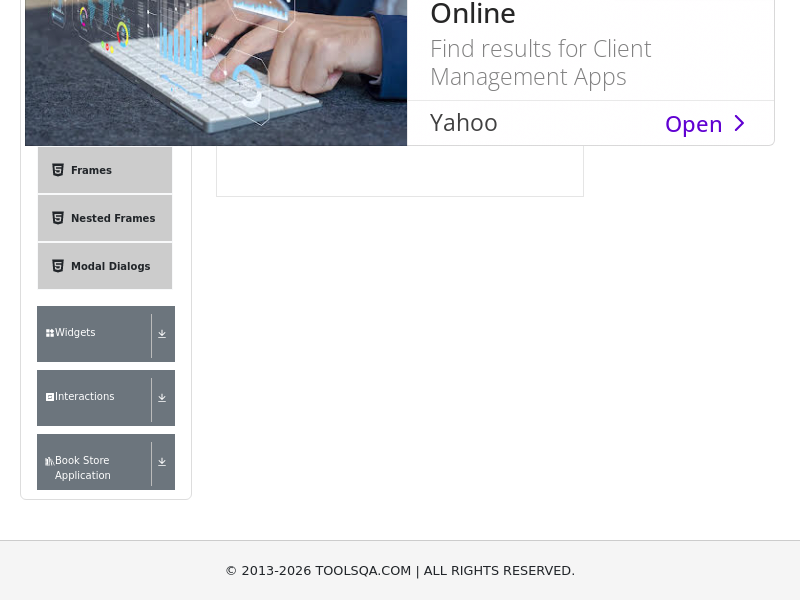 Online
Find results for Client
Management Apps
Yahoo
Open
Frames
Nested Frames
Modal Dialogs
Widgets
Interactions
Book Store
Application
© 2013-2026 TOOLSQA.COM | ALL RIGHTS RESERVED.